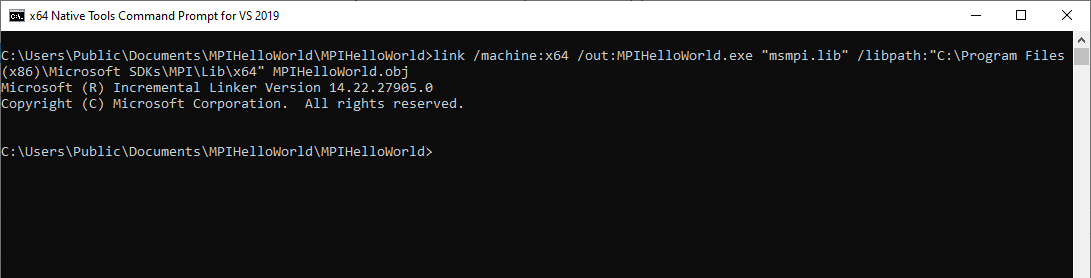 x64 Native Tools Command Prompt for VS 2019
C:\Users\Public\Documents\MPIHelloWorld\MPIHelloWorld>link /machine:x64 /out:MPIHelloWorld.exe "msmpi.lib" /libpath:"C:\Program Files
(x86)\Microsoft SDKs\MPI\Lib\x64" MPIHelloWorld.obj
Microsoft (R) Incremental Linker Version 14.22.27905.0
Copyright (C) Microsoft Corporation.  All rights reserved.
C:\Users\Public\Documents\MPIHelloWorld\MPIHelloWorld>